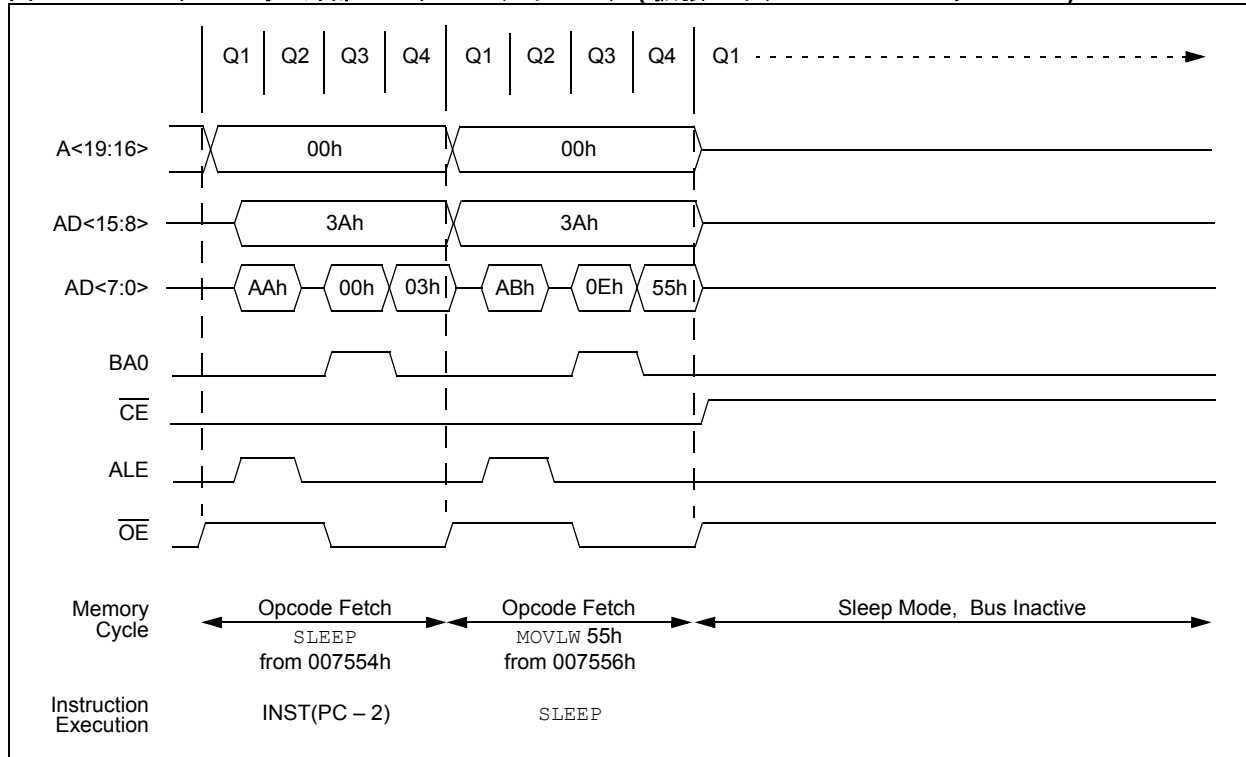 Q1 Q2 Q3 Q4 Q1 Q2 Q3 Q4 Q1
A<19:16> 00h 00h
AD<15:8> 3Ah 3Ah
AD<7:0> AAh 00h 03h ABh 0Eh 55h
BA0
CE
ALE
OE
Memory Cycle
Opcode Fetch
SLEEP
from 007554h
Opcode Fetch
MOVLW 55h
from 007556h
Sleep Mode, Bus Inactive
Instruction Execution
INST(PC – 2)
SLEEP